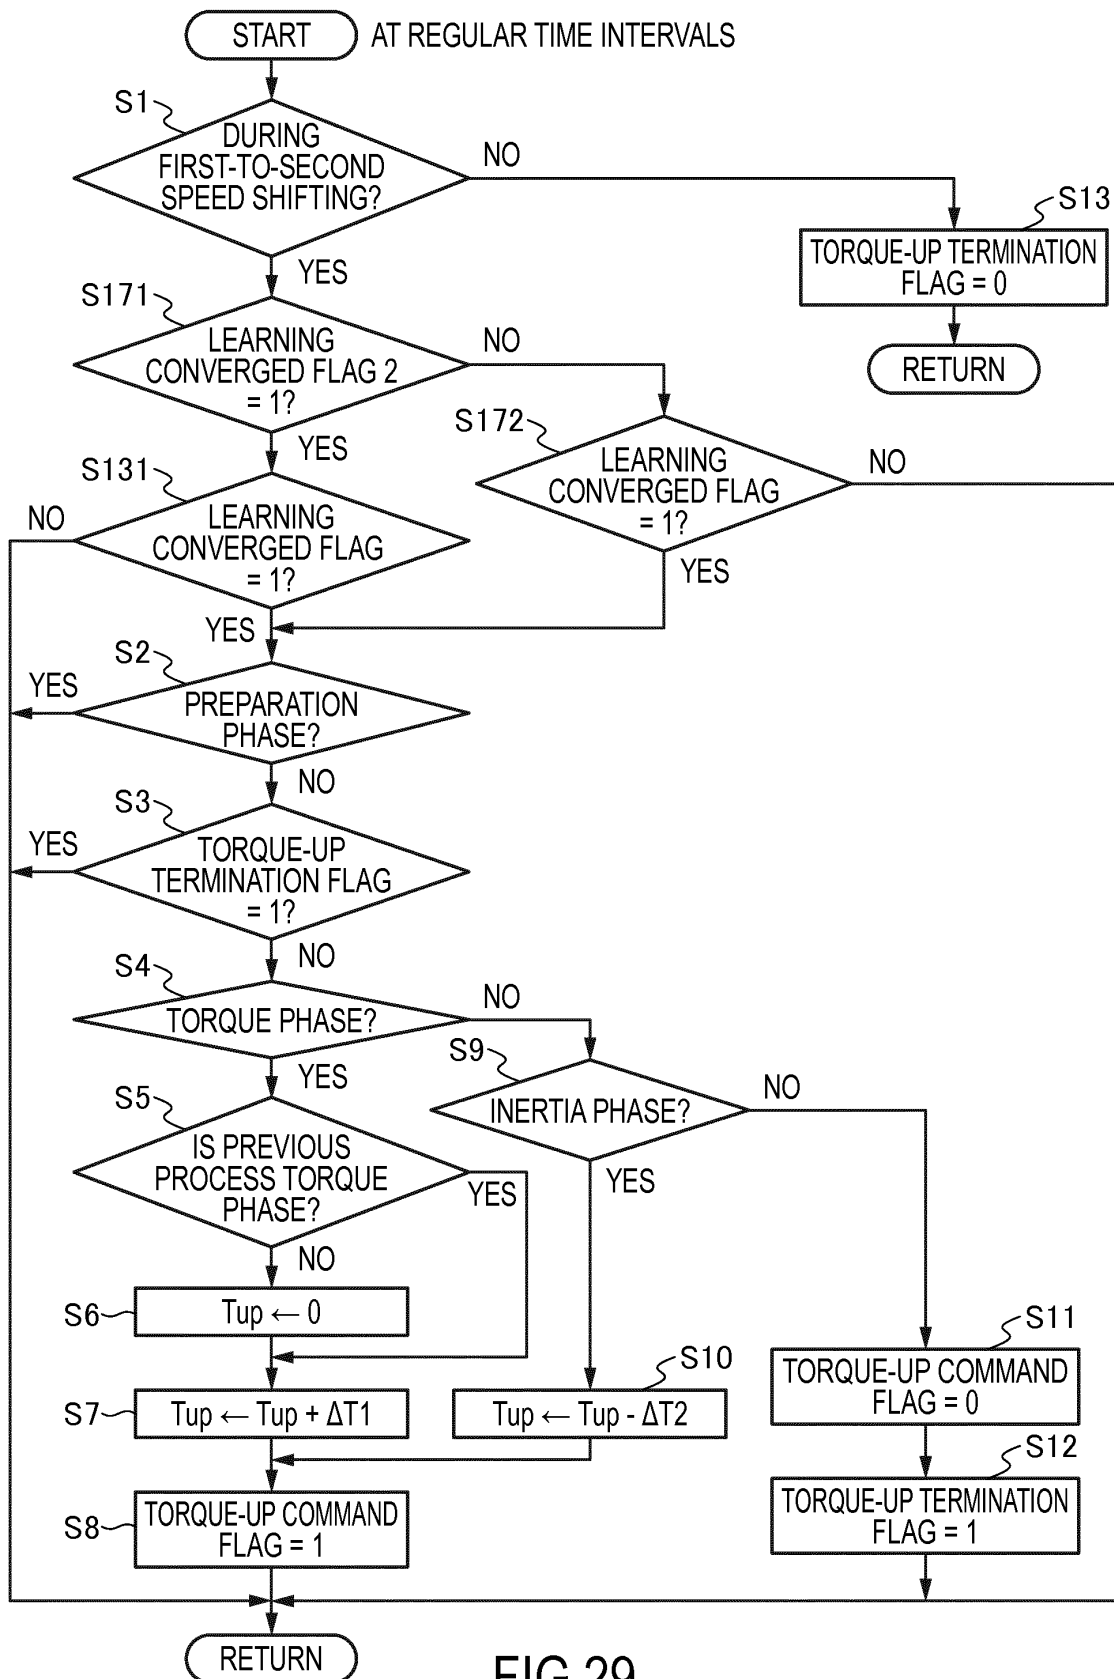 START
AT REGULAR TIME INTERVALS
S1
DURING
FIRST-TO-SECOND
SPEED SHIFTING?
NO
YES
S13
TORQUE-UP TERMINATION
FLAG = 0
RETURN
S171
LEARNING
CONVERGED FLAG 2
= 1?
NO
YES
S172
LEARNING
CONVERGED FLAG
= 1?
NO
YES
S131
LEARNING
CONVERGED FLAG
= 1?
NO
YES
S2
PREPARATION
PHASE?
YES
NO
S3
TORQUE-UP
TERMINATION FLAG
= 1?
YES
NO
S4
TORQUE PHASE?
NO
YES
S9
INERTIA PHASE?
NO
YES
S5
IS PREVIOUS
PROCESS TORQUE
PHASE?
YES
NO
S6
Tup ← 0
S7
Tup ← Tup + ΔT1
S10
Tup ← Tup - ΔT2
S8
TORQUE-UP COMMAND
FLAG = 1
S11
TORQUE-UP COMMAND
FLAG = 0
S12
TORQUE-UP TERMINATION
FLAG = 1
RETURN
FIG.29